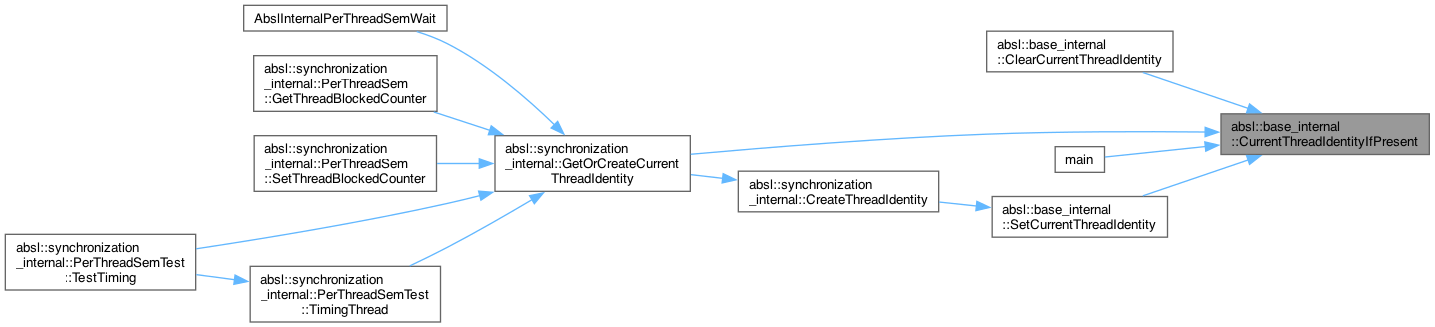 AbslInternalPerThreadSemWait
absl::synchronization
_internal::PerThreadSem
::GetThreadBlockedCounter
absl::synchronization
_internal::PerThreadSem
::SetThreadBlockedCounter
absl::synchronization
_internal::PerThreadSemTest
::TestTiming
absl::synchronization
_internal::PerThreadSemTest
::TimingThread
absl::synchronization
_internal::GetOrCreateCurrent
ThreadIdentity
absl::synchronization
_internal::CreateThreadIdentity
absl::base_internal
::ClearCurrentThreadIdentity
main
absl::base_internal
::SetCurrentThreadIdentity
absl::base_internal
::CurrentThreadIdentityIfPresent